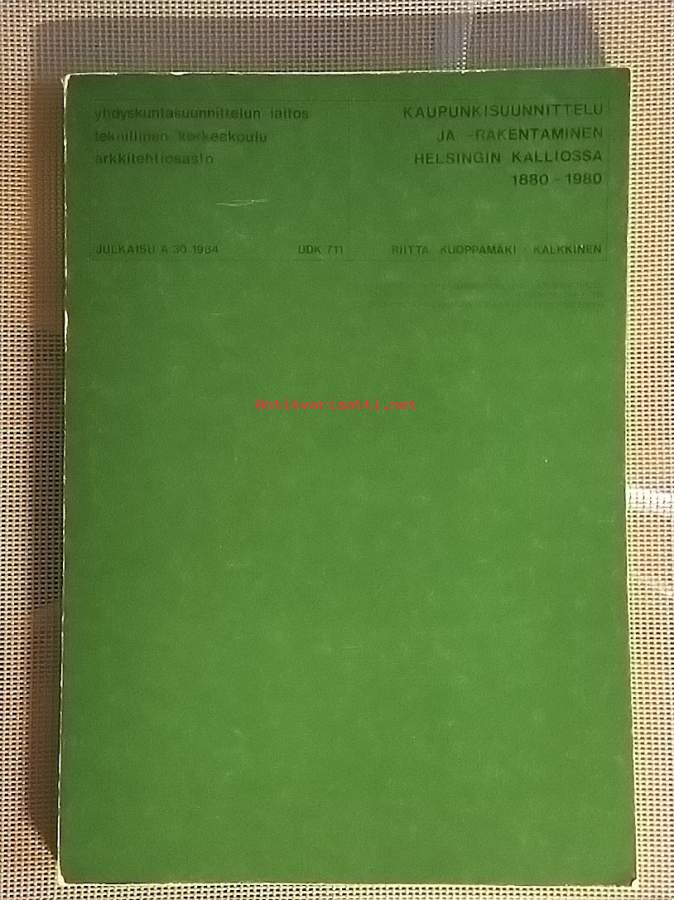 yhdyskuntasuunnittelun laitos
teknillinen korkeakoulu
arkkitehtiosasto
KAUPUNKISUUNNITTELU
JA -RAKENTAMINEN
HELSINGIN KALLIOSSA
1880 - 1980
JULKAISU A 30 1984
UDK 711
RIITTA KUOPPAMÄKI - KALKKINEN
Antikvariaatti.net